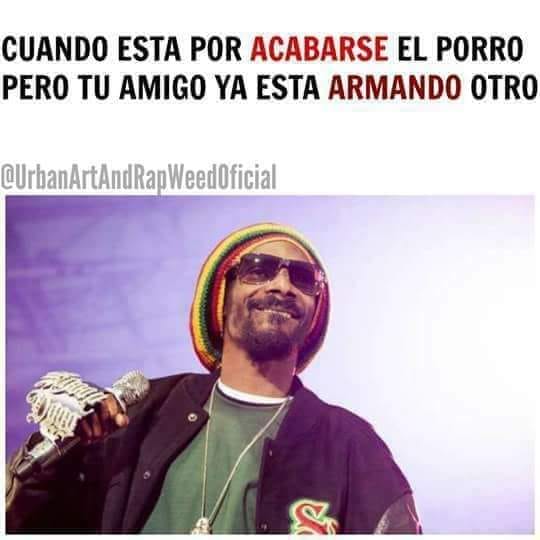 CUANDO ESTA POR ACABARSE EL PORRO
PERO TU AMIGO YA ESTA ARMANDO OTRO
@UrbanArtAndRapWeedOficial
S